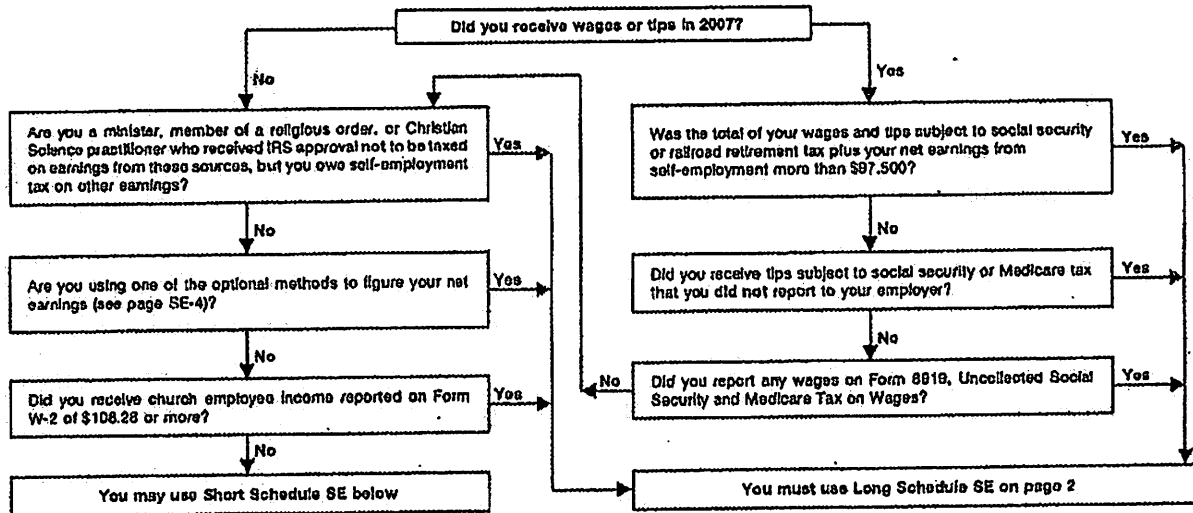 Did you receive wages or tips in 2007?
No
Yes
Are you a minister, member of a religious order, or Christian
Science practitioner who received IRS approval not to be taxed
on earnings from these sources, but you owe self-employment
tax on other earnings?
Yes
Was the total of your wages and tips subject to social security
or railroad retirement tax plus your net earnings from
self-employment more than $97,500?
Yes
No
No
Are you using one of the optional methods to figure your net
earnings (see page SE-4)?
Yes
Did you receive tips subject to social security or Medicare tax
that you did not report to your employer?
Yes
No
No
Did you receive church employee income reported on Form
W-2 of $108.28 or more?
Yes
No
Did you report any wages on Form 8919, Uncollected Social
Security and Medicare Tax on Wages?
Yes
No
You may use Short Schedule SE below
You must use Long Schedule SE on page 2